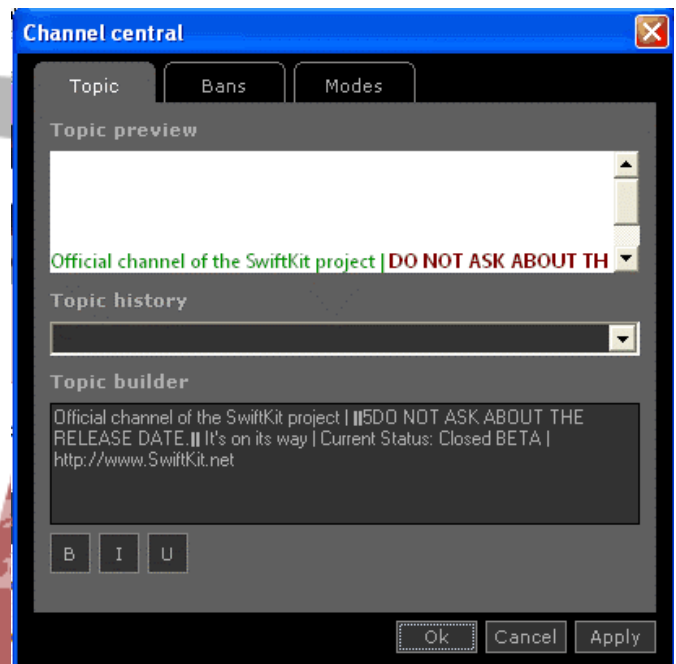 Channel central
Topic Bans Modes
Topic preview
Official channel of the SwiftKit project | DO NOT ASK ABOUT TH
Topic history
Topic builder
Official channel of the SwiftKit project | ||5DO NOT ASK ABOUT THE
RELEASE DATE.|| It's on its way | Current Status: Closed BETA |
http://www.SwiftKit.net
B I U
Ok Cancel Apply